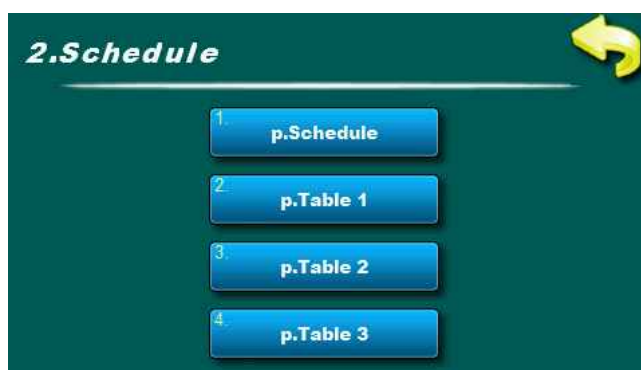 2.Schedule
1.
p.Schedule
2.
p.Table 1
3.
p.Table 2
4.
p.Table 3